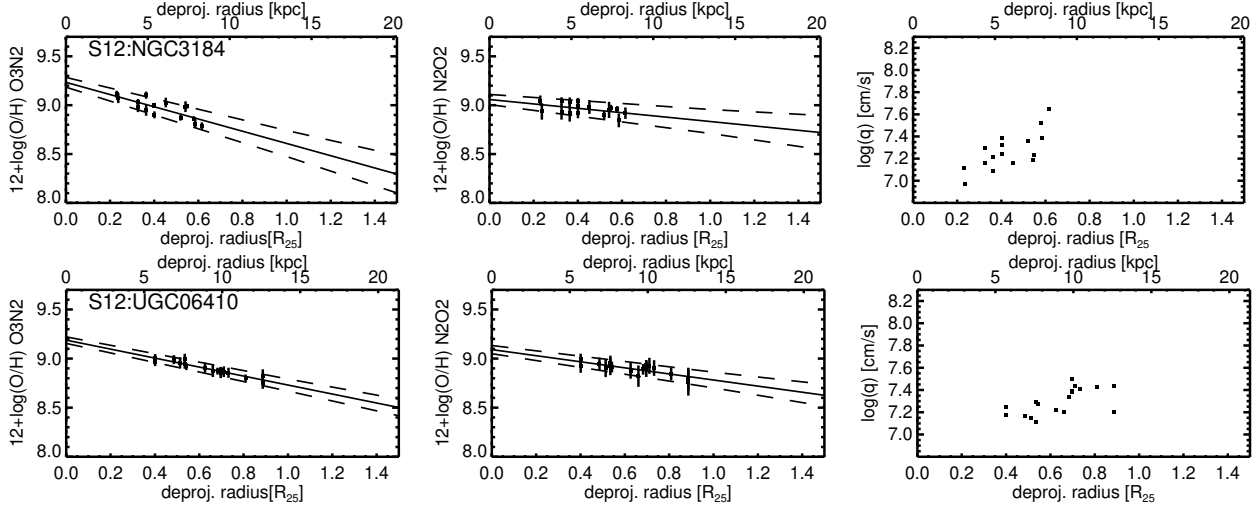 deproj. radius [kpc] deproj. radius [kpc] deproj. radius [kpc]
0 5 10 15 20 0 5 10 15 20 0 5 10 15 20
S12:NGC3184
12+log(O/H) O3N2
9.5
9.0
8.5
8.0
12+log(O/H) N2O2
9.5
9.0
8.5
8.0
log(q) [cm/s]
8.2
8.0
7.8
7.6
7.4
7.2
7.0
0.0 0.2 0.4 0.6 0.8 1.0 1.2 1.4 0.0 0.2 0.4 0.6 0.8 1.0 1.2 1.4 0.0 0.2 0.4 0.6 0.8 1.0 1.2 1.4
deproj. radius[R25] deproj. radius [R25] deproj. radius [R25
deproj. radius [kpc] deproj. radius [kpc] deproj. radius [kpc]
0 5 10 15 20 0 5 10 15 20 0 5 10 15 20
S12:UGC06410
12+log(O/H) O3N2
9.5
9.0
8.5
8.0
12+log(O/H) N2O2
9.5
9.0
8.5
8.0
log(q) [cm/s]
8.2
8.0
7.8
7.6
7.4
7.2
7.0
0.0 0.2 0.4 0.6 0.8 1.0 1.2 1.4 0.0 0.2 0.4 0.6 0.8 1.0 1.2 1.4 0.0 0.2 0.4 0.6 0.8 1.0 1.2 1.4
deproj. radius[R25] deproj. radius [R25] deproj. radius [R25